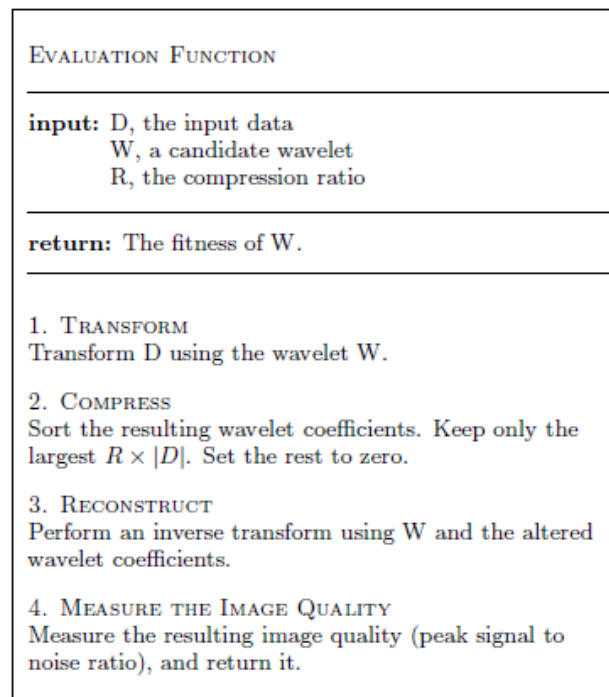 EVALUATION FUNCTION
input: D, the input data
W, a candidate wavelet
R, the compression ratio
return: The fitness of W.
1. TRANSFORM
Transform D using the wavelet W.
2. COMPRESS
Sort the resulting wavelet coefficients. Keep only the
largest R × |D|. Set the rest to zero.
3. RECONSTRUCT
Perform an inverse transform using W and the altered
wavelet coefficients.
4. MEASURE THE IMAGE QUALITY
Measure the resulting image quality (peak signal to
noise ratio), and return it.